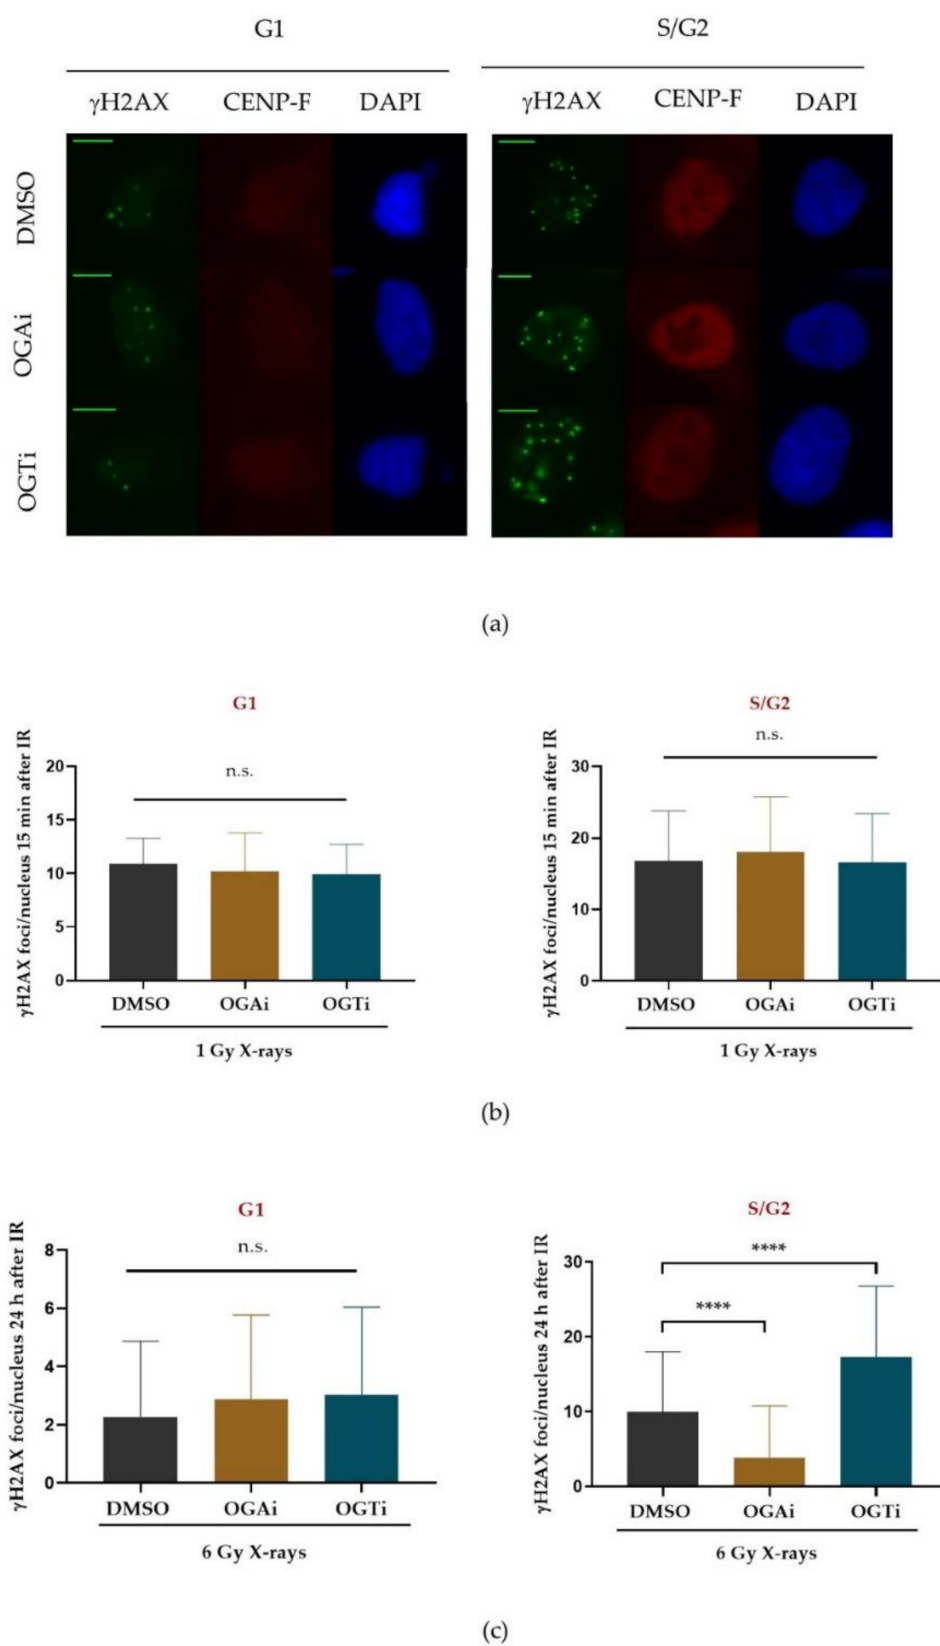 G1 S/G2
γH2AX CENP-F DAPI γH2AX CENP-F DAPI
DMSO
OGAi
OGTi
(a)
G1
γH2AX foci/nucleus 15 min after IR
n.s.
20
15
10
5
0
DMSO OGAi OGTi
1 Gy X-rays
S/G2
γH2AX foci/nucleus 15 min after IR
n.s.
30
20
10
0
DMSO OGAi OGTi
1 Gy X-rays
(b)
G1
γH2AX foci/nucleus 24 h after IR
n.s.
8
6
4
2
0
DMSO OGAi OGTi
6 Gy X-rays
S/G2
γH2AX foci/nucleus 24 h after IR
****
****
30
20
10
0
DMSO OGAi OGTi
6 Gy X-rays
(c)